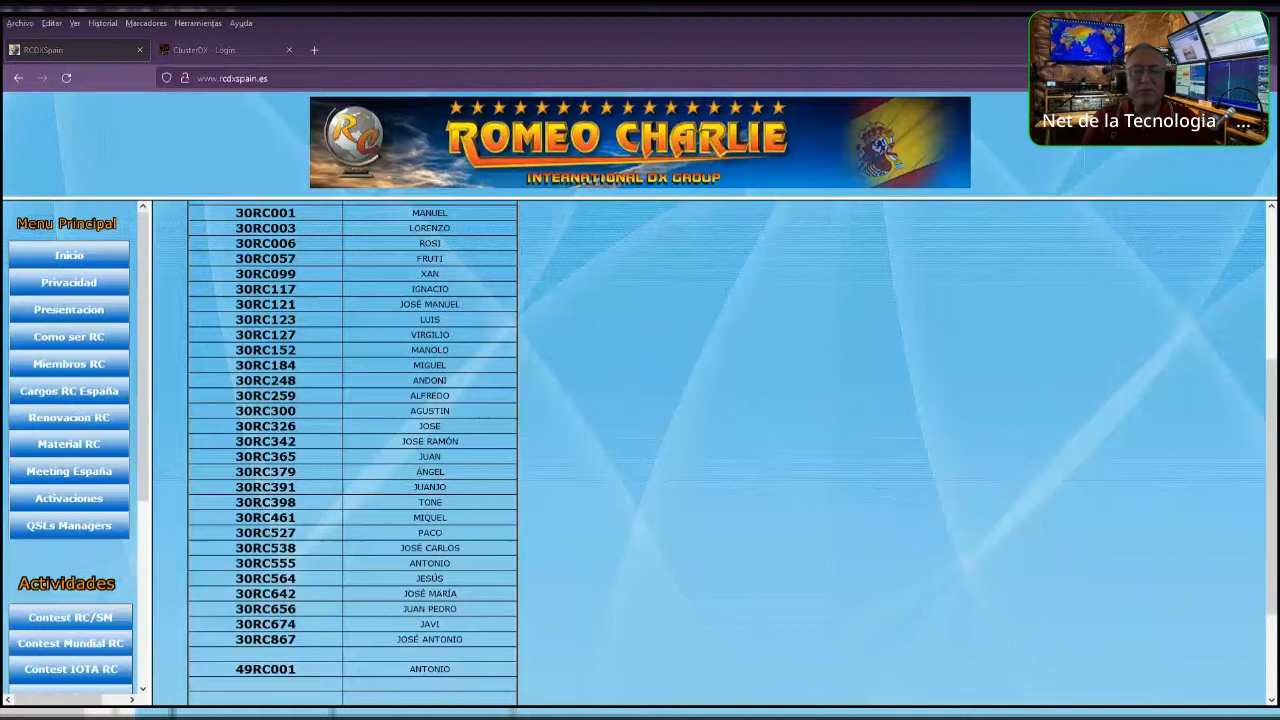 Archivo Editar Ver Historial Marcadores Herramientas Ayuda
RCDXSpain
ClusterDX - Login
www.rcdxspain.es
Net de la Tecnologia ...
ROMEO CHARLIE
INTERNATIONAL DX GROUP
Menu Principal
Inicio
Privacidad
Presentacion
Como ser RC
Miembros RC
Cargos RC España
Renovacion RC
Material RC
Meeting España
Activaciones
QSLs Managers
Actividades
Contest RC/SM
Contest Mundial RC
Contest IOTA RC
30RC001 MANUEL
30RC003 LORENZO
30RC006 ROSI
30RC057 FRUTI
30RC099 XAN
30RC117 IGNACIO
30RC121 JOSÉ MANUEL
30RC123 LUIS
30RC127 VIRGILIO
30RC152 MANOLO
30RC184 MIGUEL
30RC248 ANDONI
30RC259 ALFREDO
30RC300 AGUSTIN
30RC326 JOSE
30RC342 JOSE RAMÓN
30RC365 JUAN
30RC379 ÁNGEL
30RC391 JUANJO
30RC398 TONE
30RC461 MIQUEL
30RC527 PACO
30RC538 JOSÉ CARLOS
30RC555 ANTONIO
30RC564 JESÚS
30RC642 JOSÉ MARÍA
30RC656 JUAN PEDRO
30RC674 JAVI
30RC867 JOSÉ ANTONIO
49RC001 ANTONIO